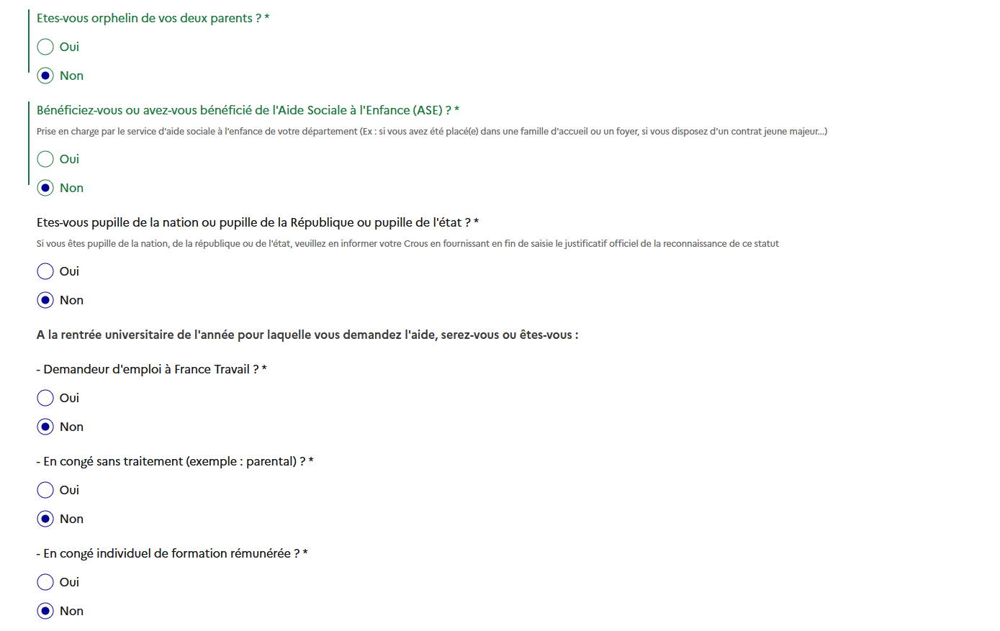 Etes-vous orphelin de vos deux parents ? *
Oui
Non
Bénéficiez-vous ou avez-vous bénéficié de l'Aide Sociale à l'Enfance (ASE) ? *
Prise en charge par le service d'aide sociale à l'enfance de votre département (Ex : si vous avez été placé(e) dans une famille d'accueil ou un foyer, si vous disposez d'un contrat jeune majeur...)
Oui
Non
Etes-vous pupille de la nation ou pupille de la République ou pupille de l'état ? *
Si vous êtes pupille de la nation, de la république ou de l'état, veuillez en informer votre Crous en fournissant en fin de saisie le justificatif officiel de la reconnaissance de ce statut
Oui
Non
A la rentrée universitaire de l'année pour laquelle vous demandez l'aide, serez-vous ou êtes-vous :
- Demandeur d'emploi à France Travail ? *
Oui
Non
- En congé sans traitement (exemple : parental) ? *
Oui
Non
- En congé individuel de formation rémunérée ? *
Oui
Non